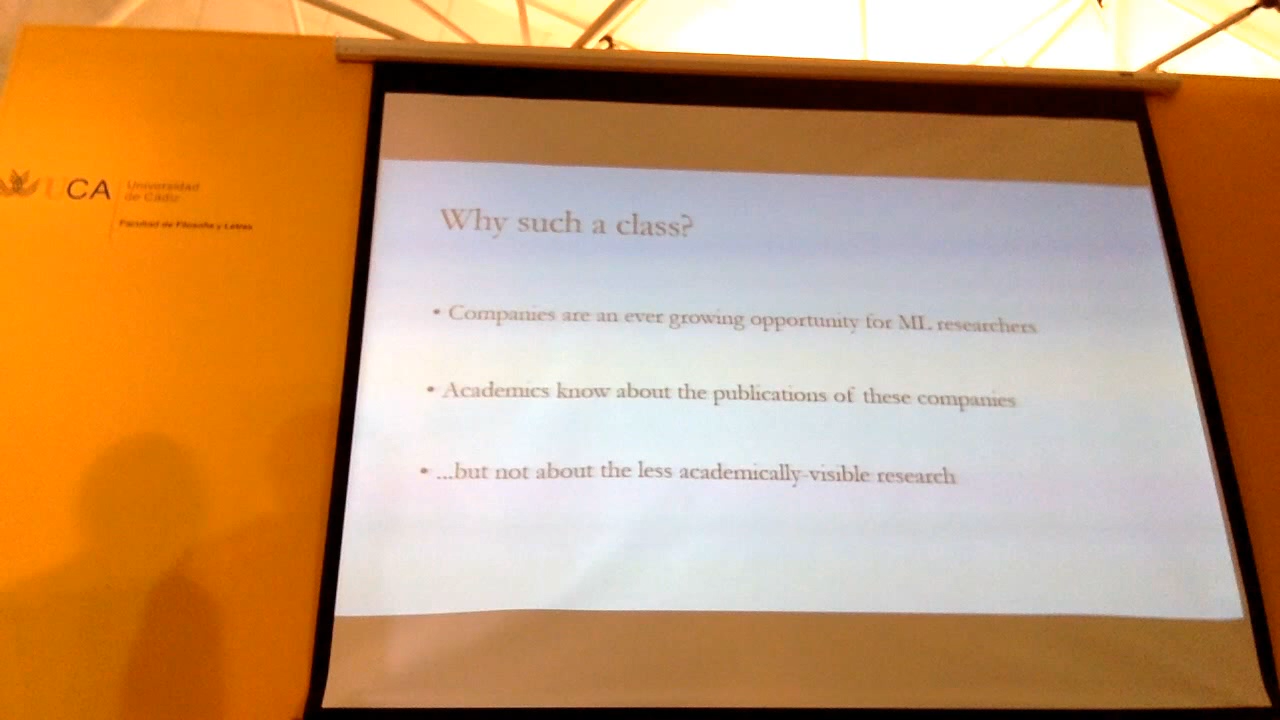 UCA
Universidad
de Cádiz
Facultad de Filosofía y Letras
Why such a class?
• Companies are an ever growing opportunity for ML researchers
• Academics know about the publications of these companies
• ...but not about the less academically-visible research